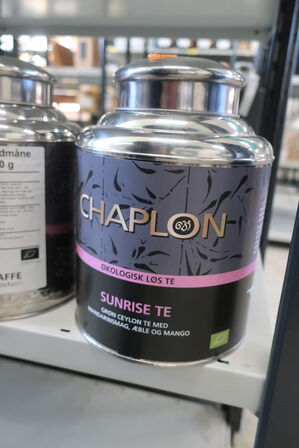 CHAPLON
ØKOLOGISK LØS TE
SUNRISE TE
GRØN CEYLON TE MED
MANDARINSMAG, ÆBLE OG MANGO
dmåne
0 g
AFFE